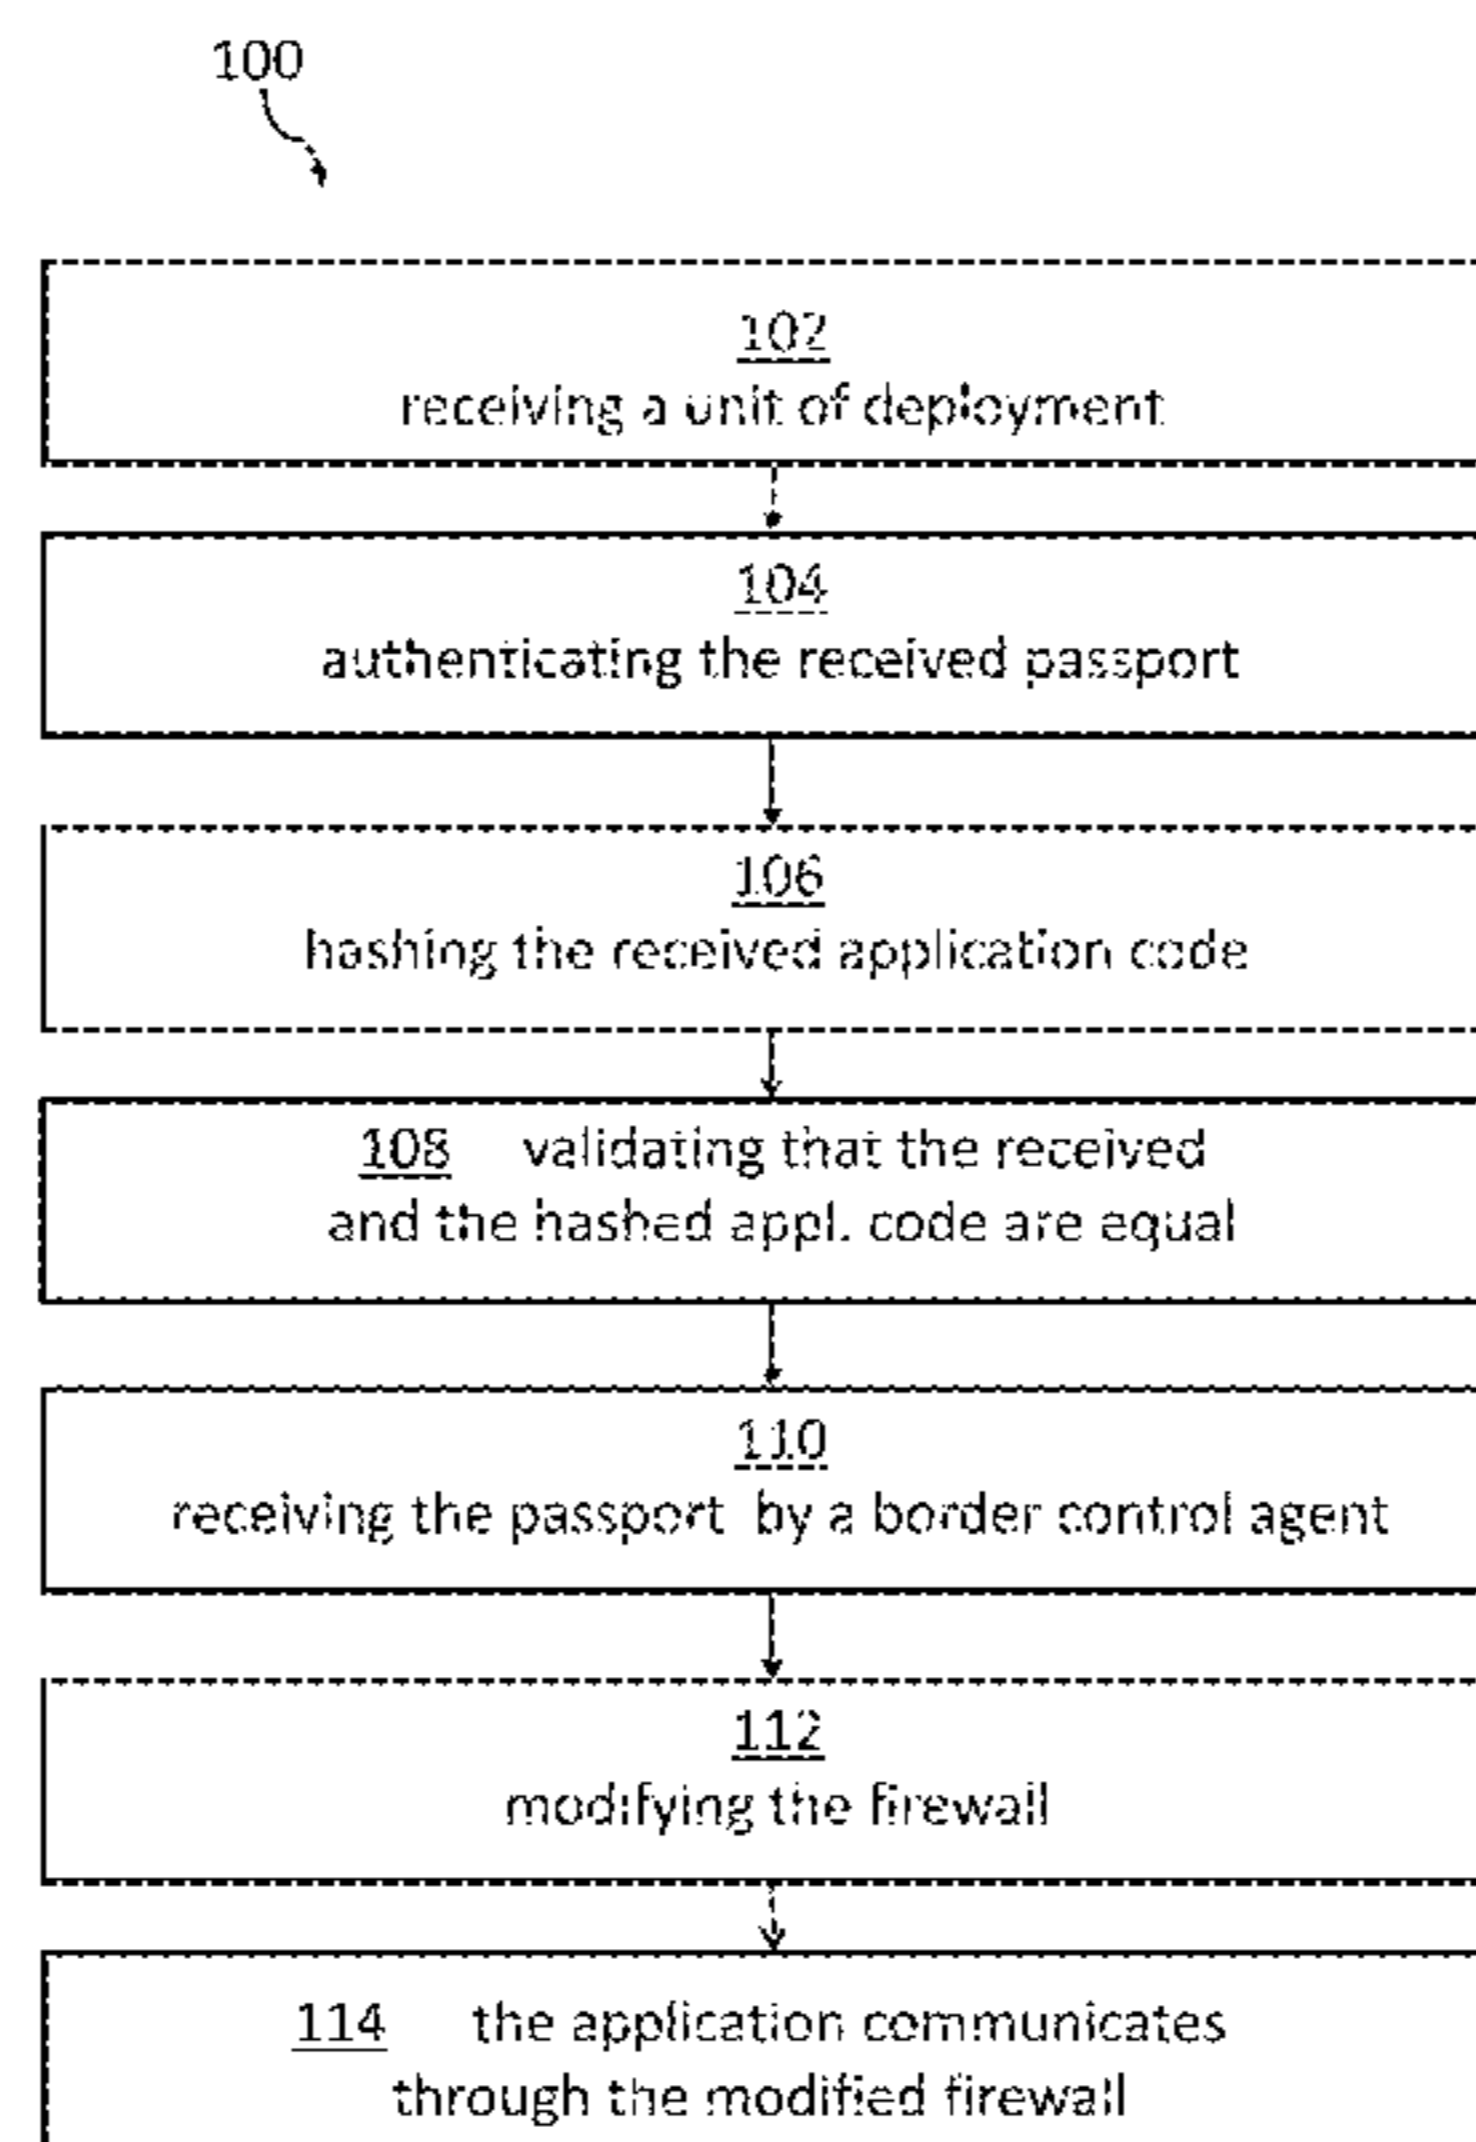 100
102
receiving a unit of deployment
104
authenticating the received passport
106
hashing the received application code
108 validating that the received
and the hashed appl. code are equal
110
receiving the passport by a border control agent
112
modifying the firewall
114 the application communicates
through the modified firewall